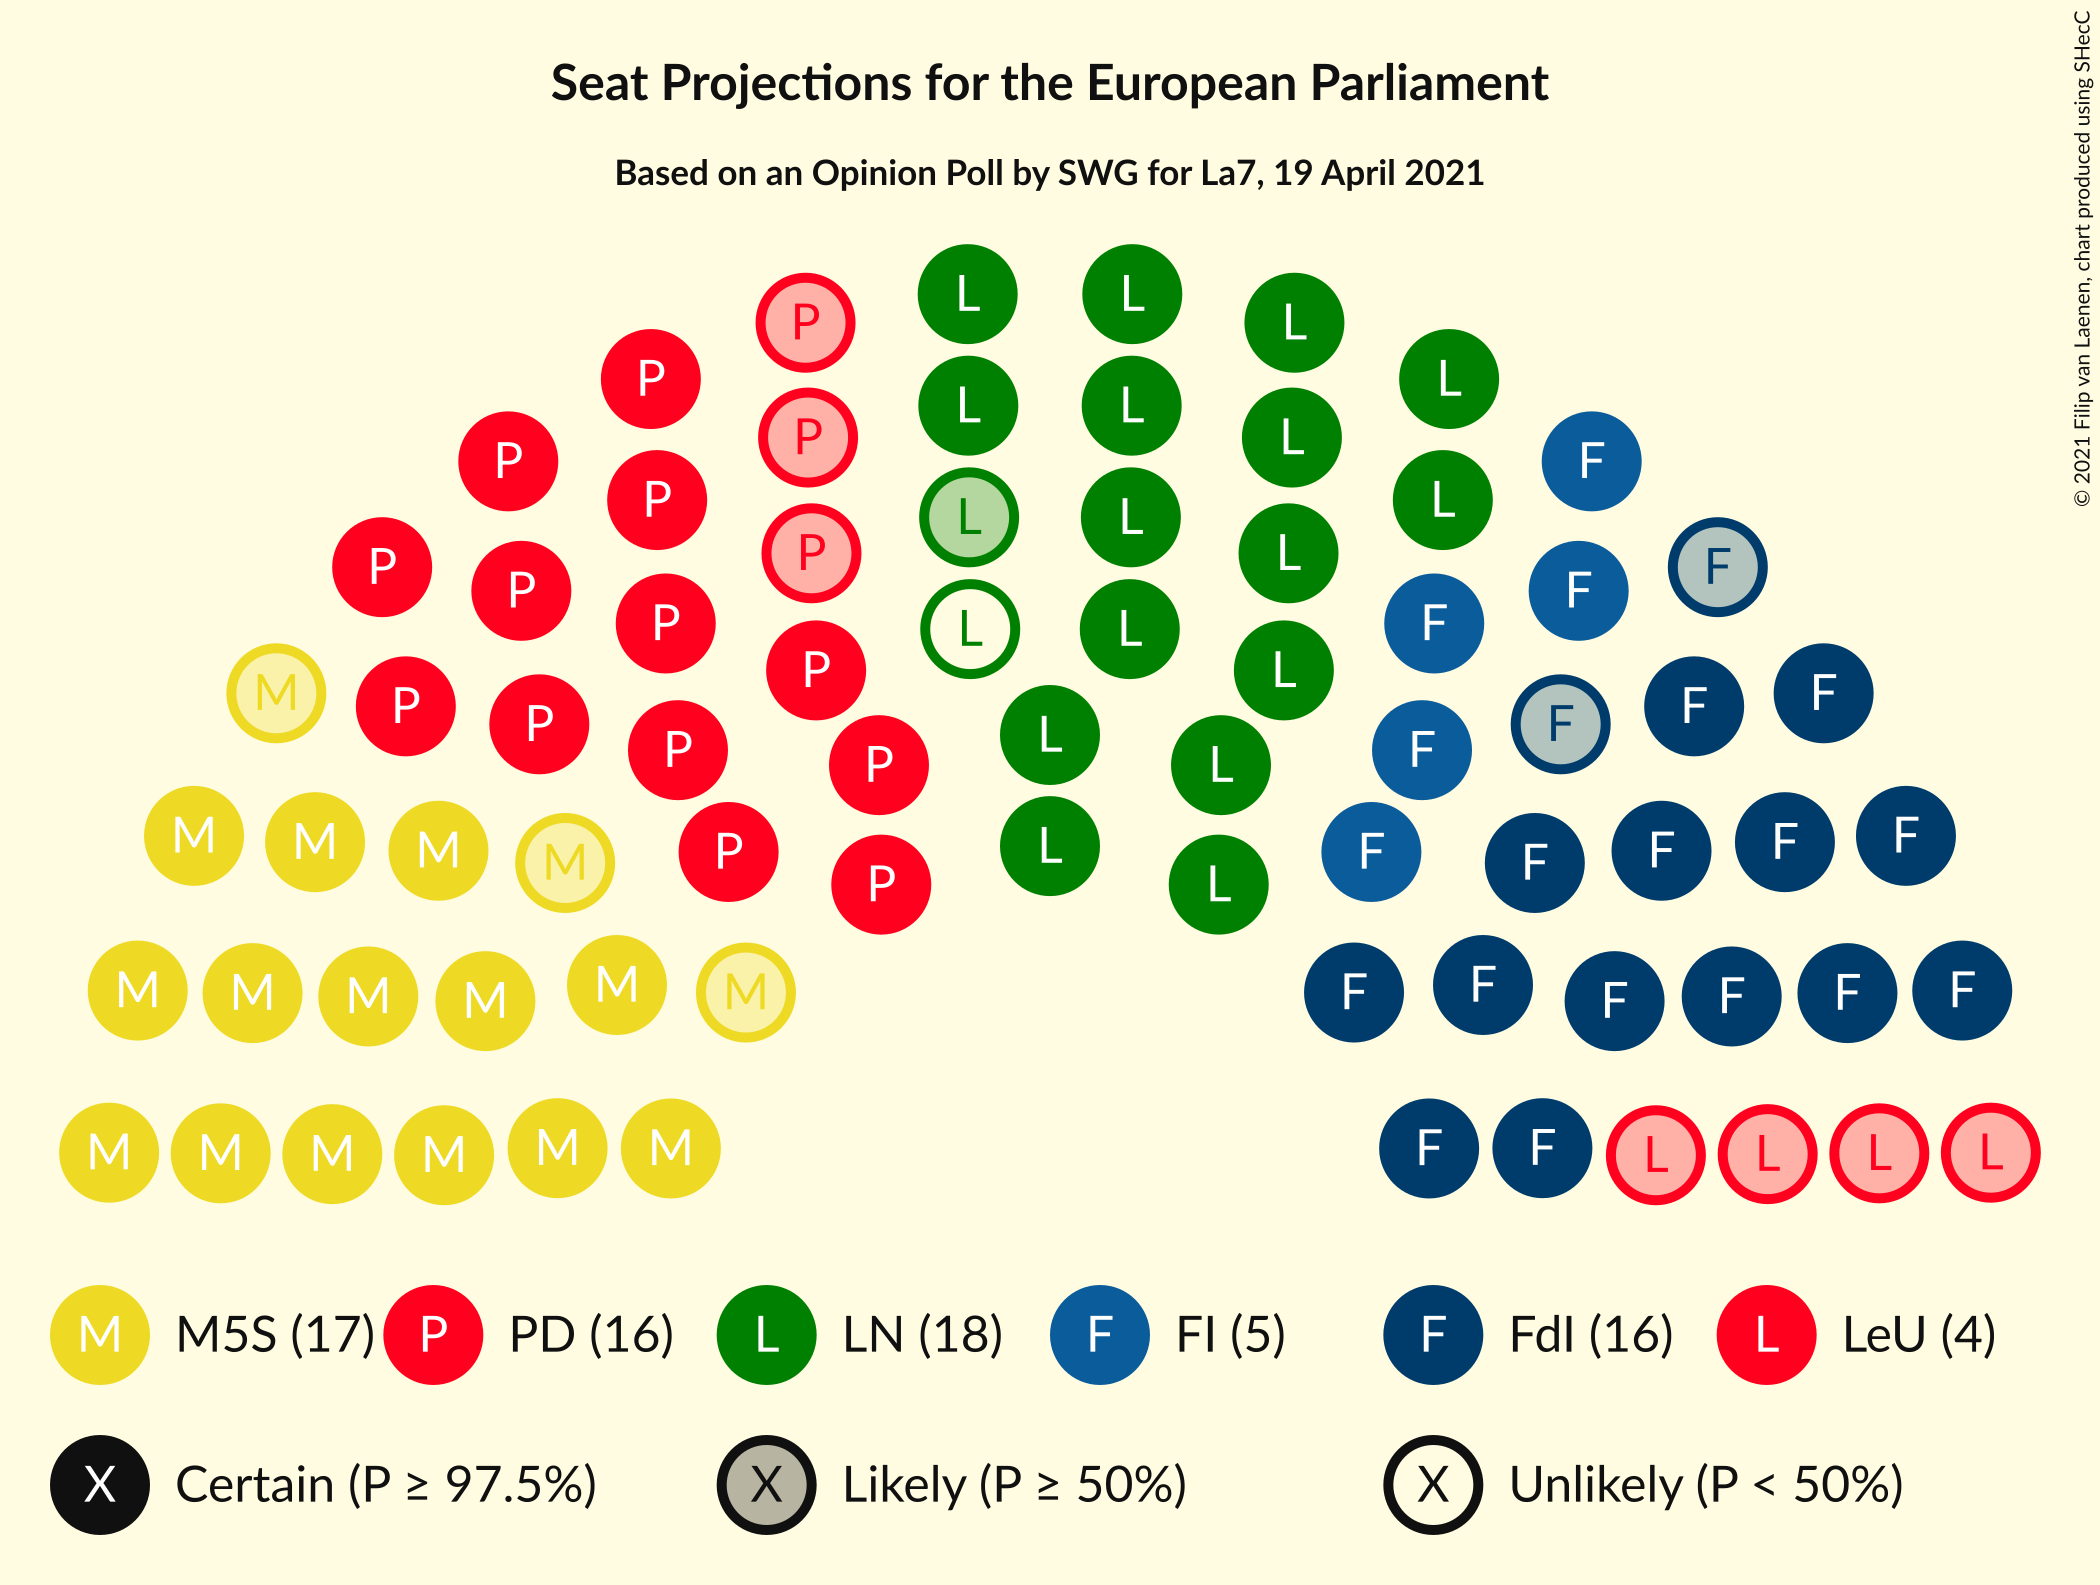 Seat Projections for the European Parliament
Based on an Opinion Poll by SWG for La7, 19 April 2021
© 2021 Filip van Laenen, chart produced using SHecC
L L
P L L
P L
L L
P L
P F
L L
P L
P F
P F
L L
P L
P F
P L
M F
P F
P F
P F
L
P L
M M M M P F F F F F
L
P L
M M M M M M F F F F F F
M M M M M M F F L L L L
M M5S (17) P PD (16) L LN (18) F FI (5) F FdI (16) L LeU (4)
X Certain (P ≥ 97.5%) X Likely (P ≥ 50%) X Unlikely (P < 50%)